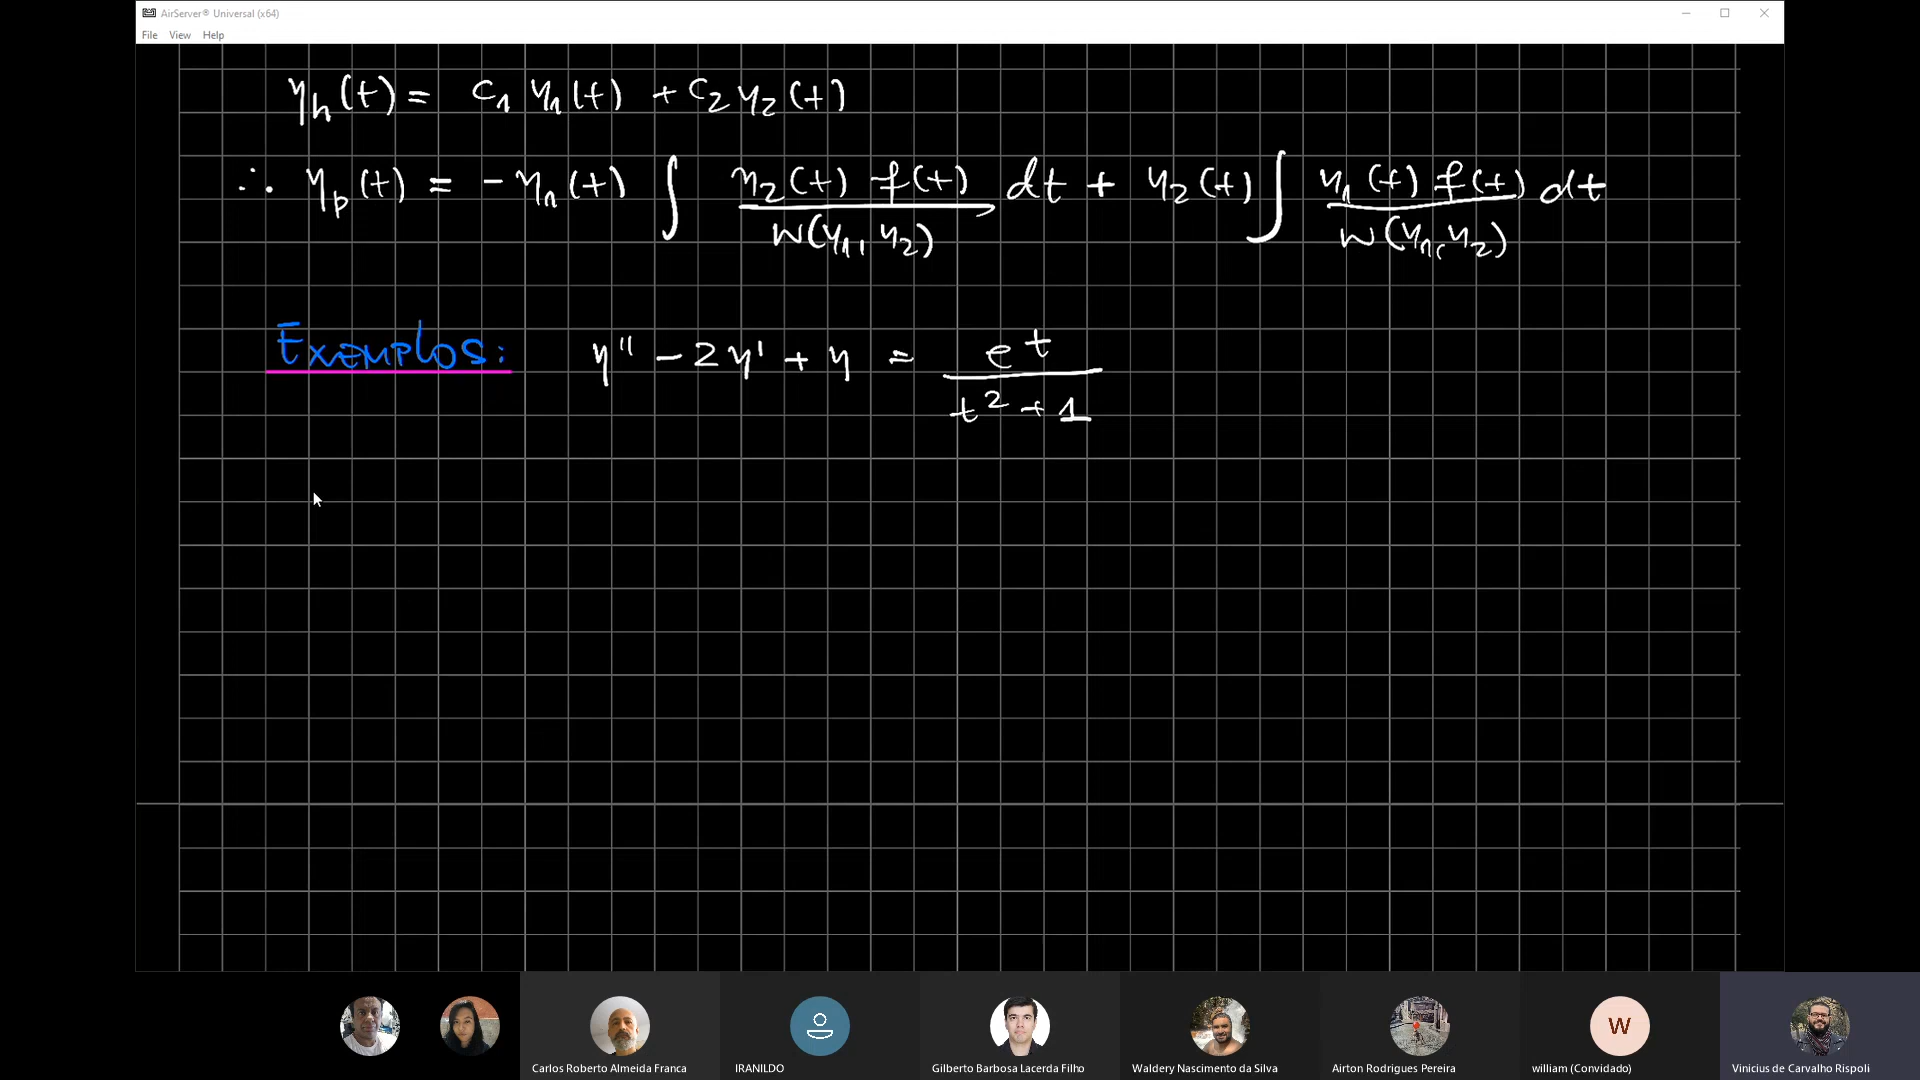 AirServer® Universal (x64)
File View Help
y_h(t) = c_1 y_1(t) + c_2 y_2(t)
∴ y_p(t) = -y_1(t) ∫ y_2(t) f(t) / W(y_1, y_2) dt + y_2(t) ∫ y_1(t) f(t) / W(y_1, y_2) dt
Exemplos: y'' - 2y' + y = e^t / t^2 + 1
W
Carlos Roberto Almeida Franca IRANILDO Gilberto Barbosa Lacerda Filho Waldery Nascimento da Silva Airton Rodrigues Pereira william (Convidado) Vinicius de Carvalho Rispoli